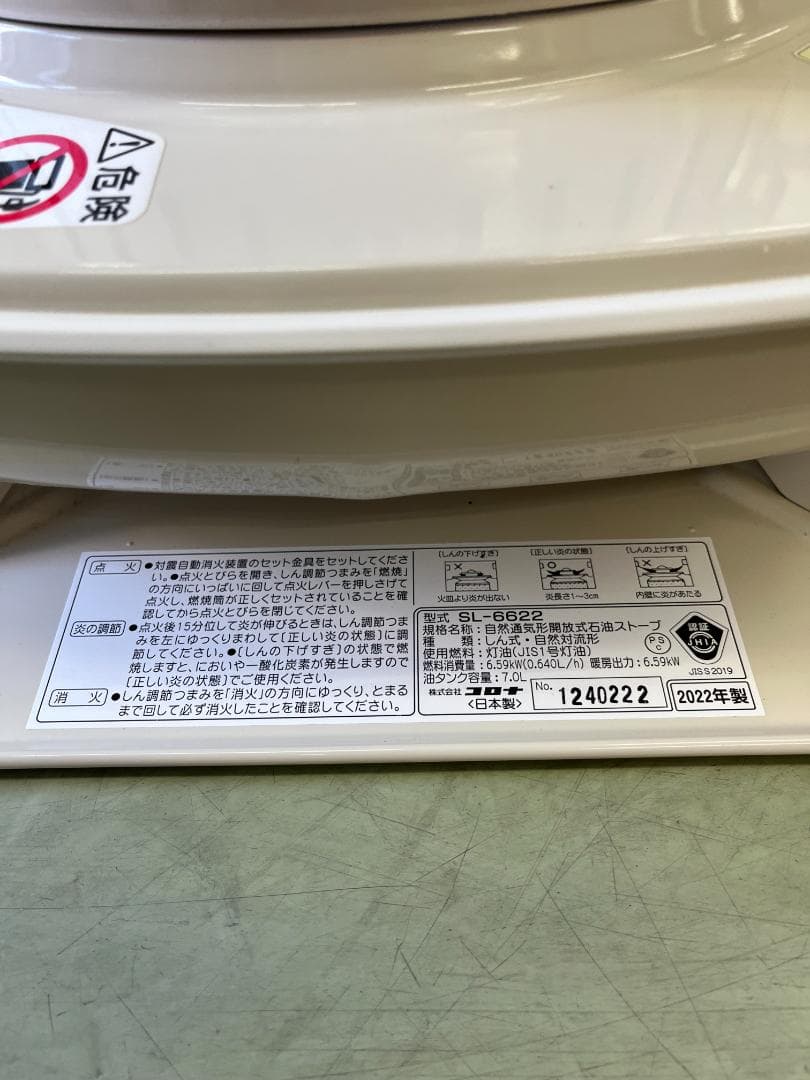 危険
点火
●対震自動消火装置のセット金具をセットしてくださ
い。●点火とびらを開き、しん調節つまみを「燃焼」
の方向にいっぱいに回して点火レバーを押しさげて
点火し、燃焼筒が正しくセットされていることを確
認してから点火とびらを閉じてください。
炎の調節
●点火後15分位して炎が伸びるときは、しん調節つま
みを左にゆっくりまわして〔正しい炎の状態〕に調
節してください。●〔しんの下げすぎ〕の状態で燃
焼しますと、においや一酸化炭素が発生しますので
〔正しい炎の状態〕でご使用ください。
消火
●しん調節つまみを「消火」の方向にゆっくり、とまる
まで回して必ず消火したことを確認してください。
〔しんの下げすぎ〕
火皿より炎が出ない
〔正しい炎の状態〕
炎長さ1〜3cm
〔しんの上げすぎ〕
内壁に炎があたる
型式 SL-6622
規格名称：自然通気形開放式石油ストーブ
種類：しん式・自然対流形
使用燃料：灯油(JIS1号灯油)
燃料消費量：6.59kW(0.640L/h) 暖房出力：6.59kW
油タンク容量：7.0L
株式会社 コロナ
〈日本製〉
No. 1240222
2022年製
PSC
認証
JHIA
JIS S 2019